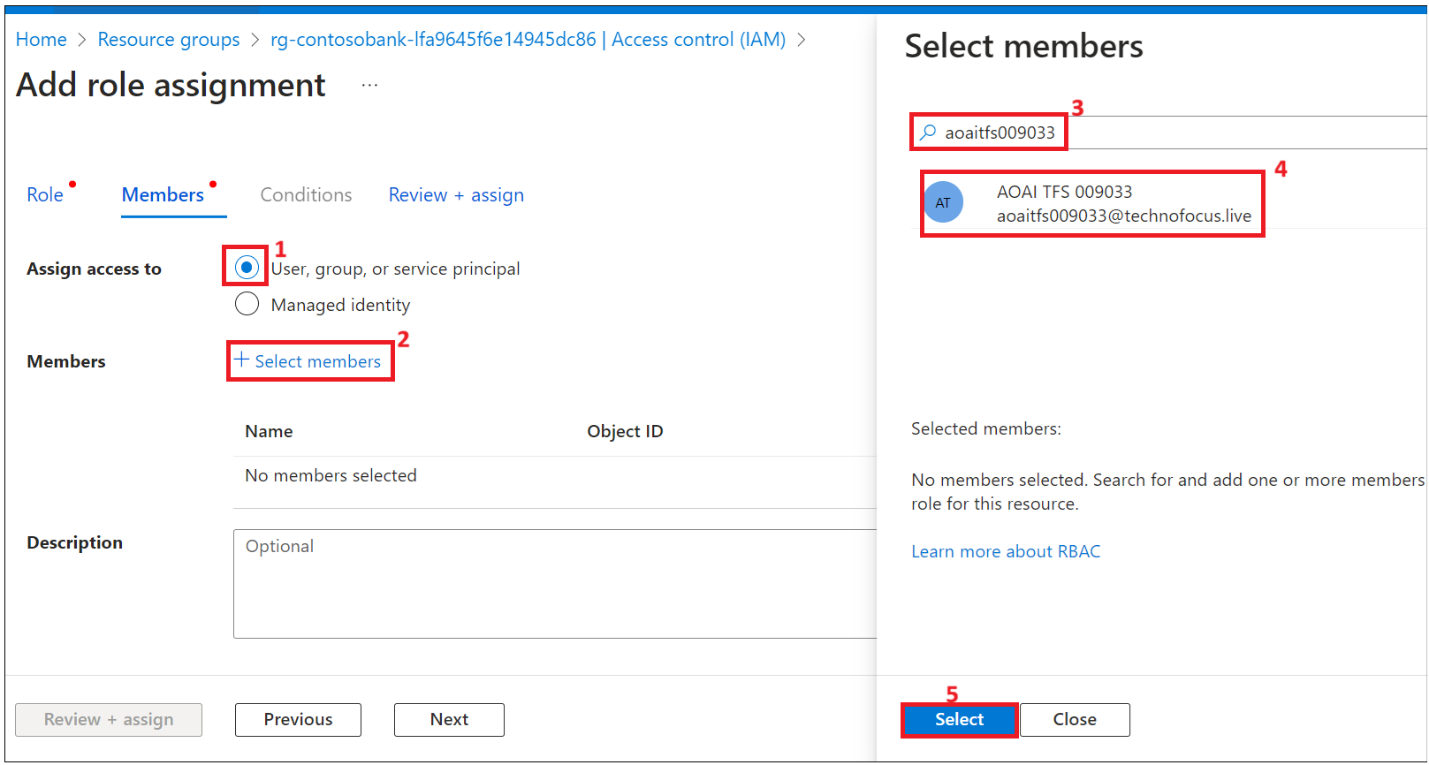 Home > Resource groups > rg-contosobank-lfa9645f6e14945dc86 | Access control (IAM) >
Add role assignment ...
Role Members Conditions Review + assign
Assign access to
1
User, group, or service principal
Managed identity
Members
2
+ Select members
Name Object ID
No members selected
Description
Optional
Review + assign Previous Next
Select members
3
aoaitfs009033
4
AT
AOAI TFS 009033
aoaitfs009033@technofocus.live
Selected members:
No members selected. Search for and add one or more members
role for this resource.
Learn more about RBAC
5
Select Close